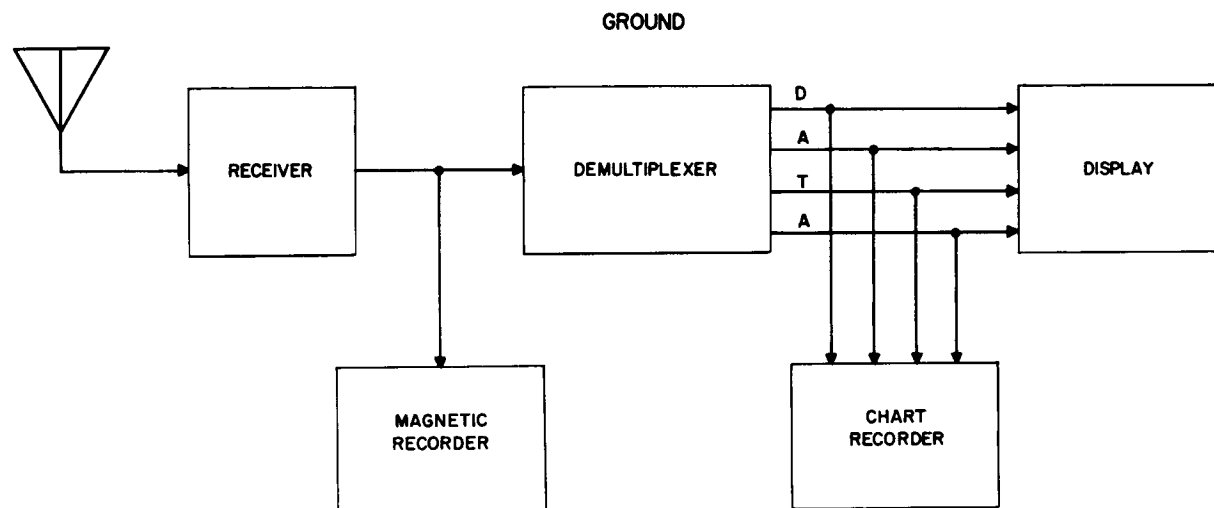 GROUND
RECEIVER
DEMULTIPLEXER
D
A
T
A
DISPLAY
MAGNETIC
RECORDER
CHART
RECORDER